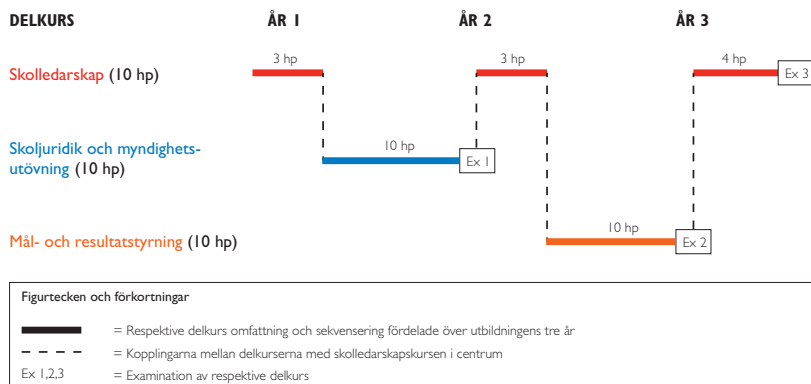 DELKURS ÅR 1 ÅR 2 ÅR 3
3 hp 3 hp 4 hp
Skolledarskap (10 hp) Ex 3
Skoljuridik och myndighets-
utövning (10 hp)
10 hp
Ex 1
Mål- och resultatstyrning (10 hp)
10 hp
Ex 2
Figurtecken och förkortningar
= Respektive delkurs omfattning och sekvensering fördelade över utbildningens tre år
= Kopplingarna mellan delkurserna med skolledarskapskursen i centrum
Ex 1,2,3 = Examination av respektive delkurs